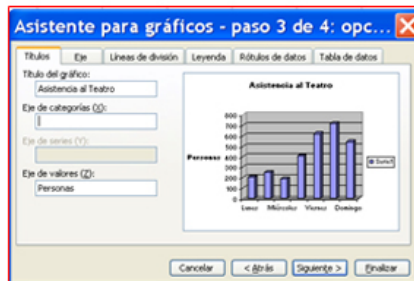 Asistente para gráficos - paso 3 de 4: opc...
Títulos Eje Líneas de división Leyenda Rótulos de datos Tabla de datos
Título del gráfico:
Asistencia al Teatro
Eje de categorías (X):
Eje de series (Y):
Eje de valores (Z):
Personas
Asistencia al Teatro
800
700
600
500
400
300
200
100
0
Personas
Lunes Miércoles Viernes Domingo
Serie1
Cancelar < Atrás Siguiente > Finalizar